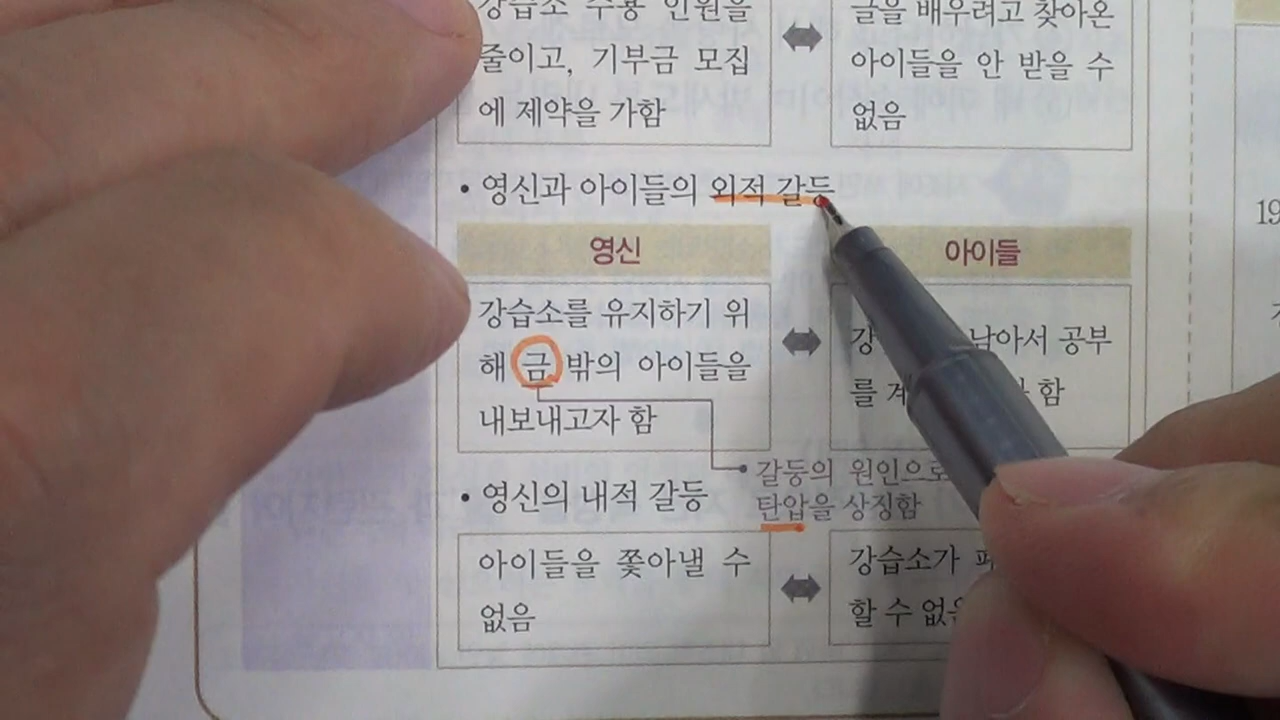 강습소 수용 인원을
줄이고, 기부금 모집
에 제약을 가함
글을 배우려고 찾아온
아이들을 안 받을 수
없음
• 영신과 아이들의 외적 갈등
영신
아이들
강습소를 유지하기 위
해 금 밖의 아이들을
내보내고자 함
강 남아서 공부
를 함
갈등의 원인으로
탄압을 상징함
• 영신의 내적 갈등
아이들을 쫓아낼 수
없음
강습소가
할 수
19